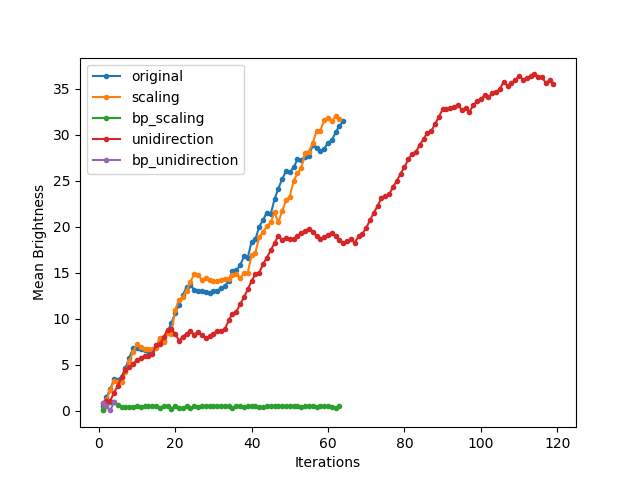 original
scaling
bp_scaling
unidirection
bp_unidirection
35
30
25
20
15
10
5
0
Mean Brightness
0 20 40 60 80 100 120
Iterations